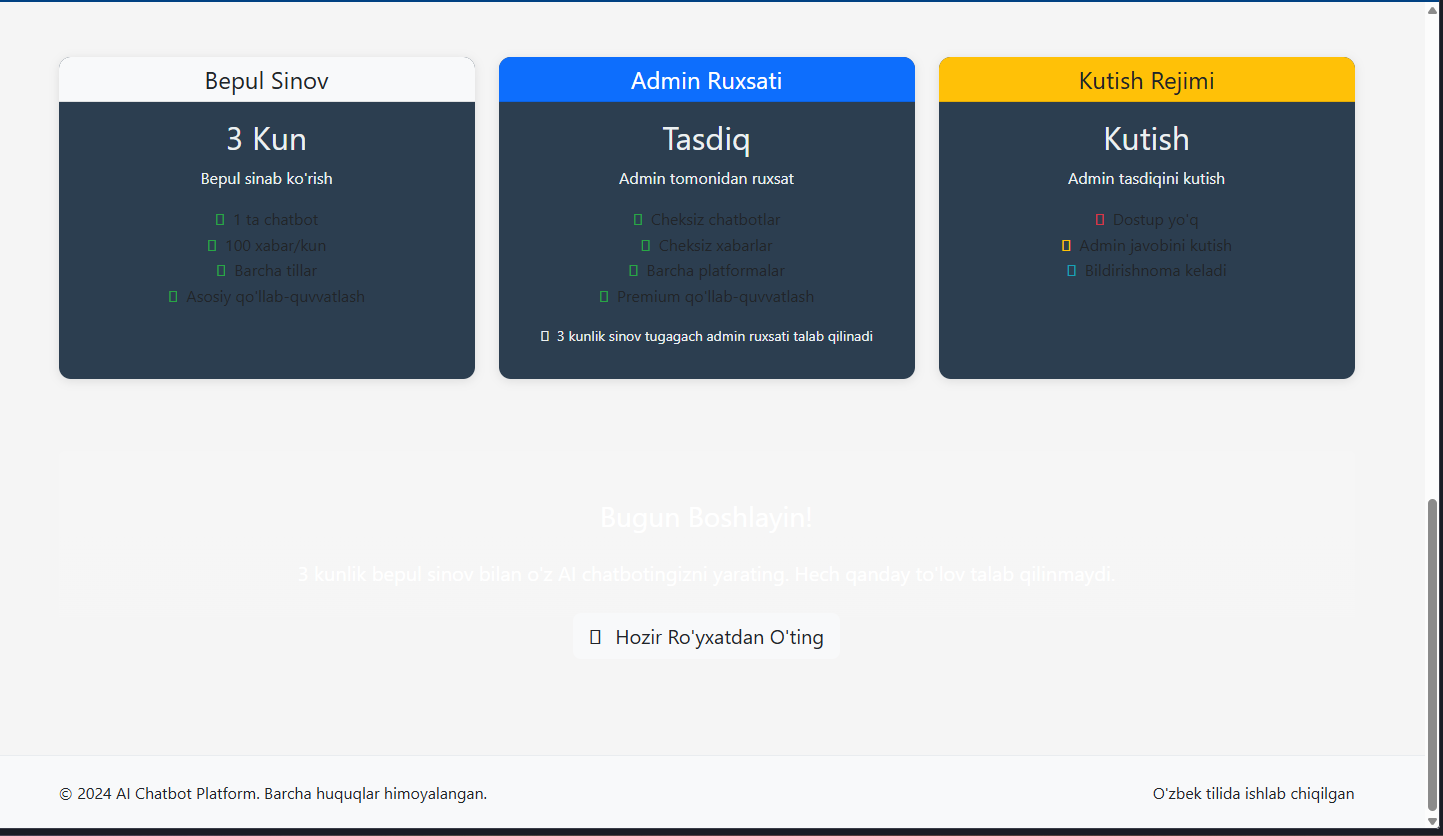 Bepul Sinov
3 Kun
Bepul sinab ko'rish
1 ta chatbot
100 xabar/kun
Barcha tillar
Asosiy qo'llab-quvvatlash
Admin Ruxsati
Tasdiq
Admin tomonidan ruxsat
Cheksiz chatbotlar
Cheksiz xabarlar
Barcha platformalar
Premium qo'llab-quvvatlash
3 kunlik sinov tugagach admin ruxsati talab qilinadi
Kutish Rejimi
Kutish
Admin tasdiqini kutish
Dostup yo'q
Admin javobini kutish
Bildirishnoma keladi
Bugun Boshlayin!
3 kunlik bepul sinov bilan o'z AI chatbotingizni yarating. Hech qanday to'lov talab qilinmaydi.
Hozir Ro'yxatdan O'ting
© 2024 AI Chatbot Platform. Barcha huquqlar himoyalangan.
O'zbek tilida ishlab chiqilgan